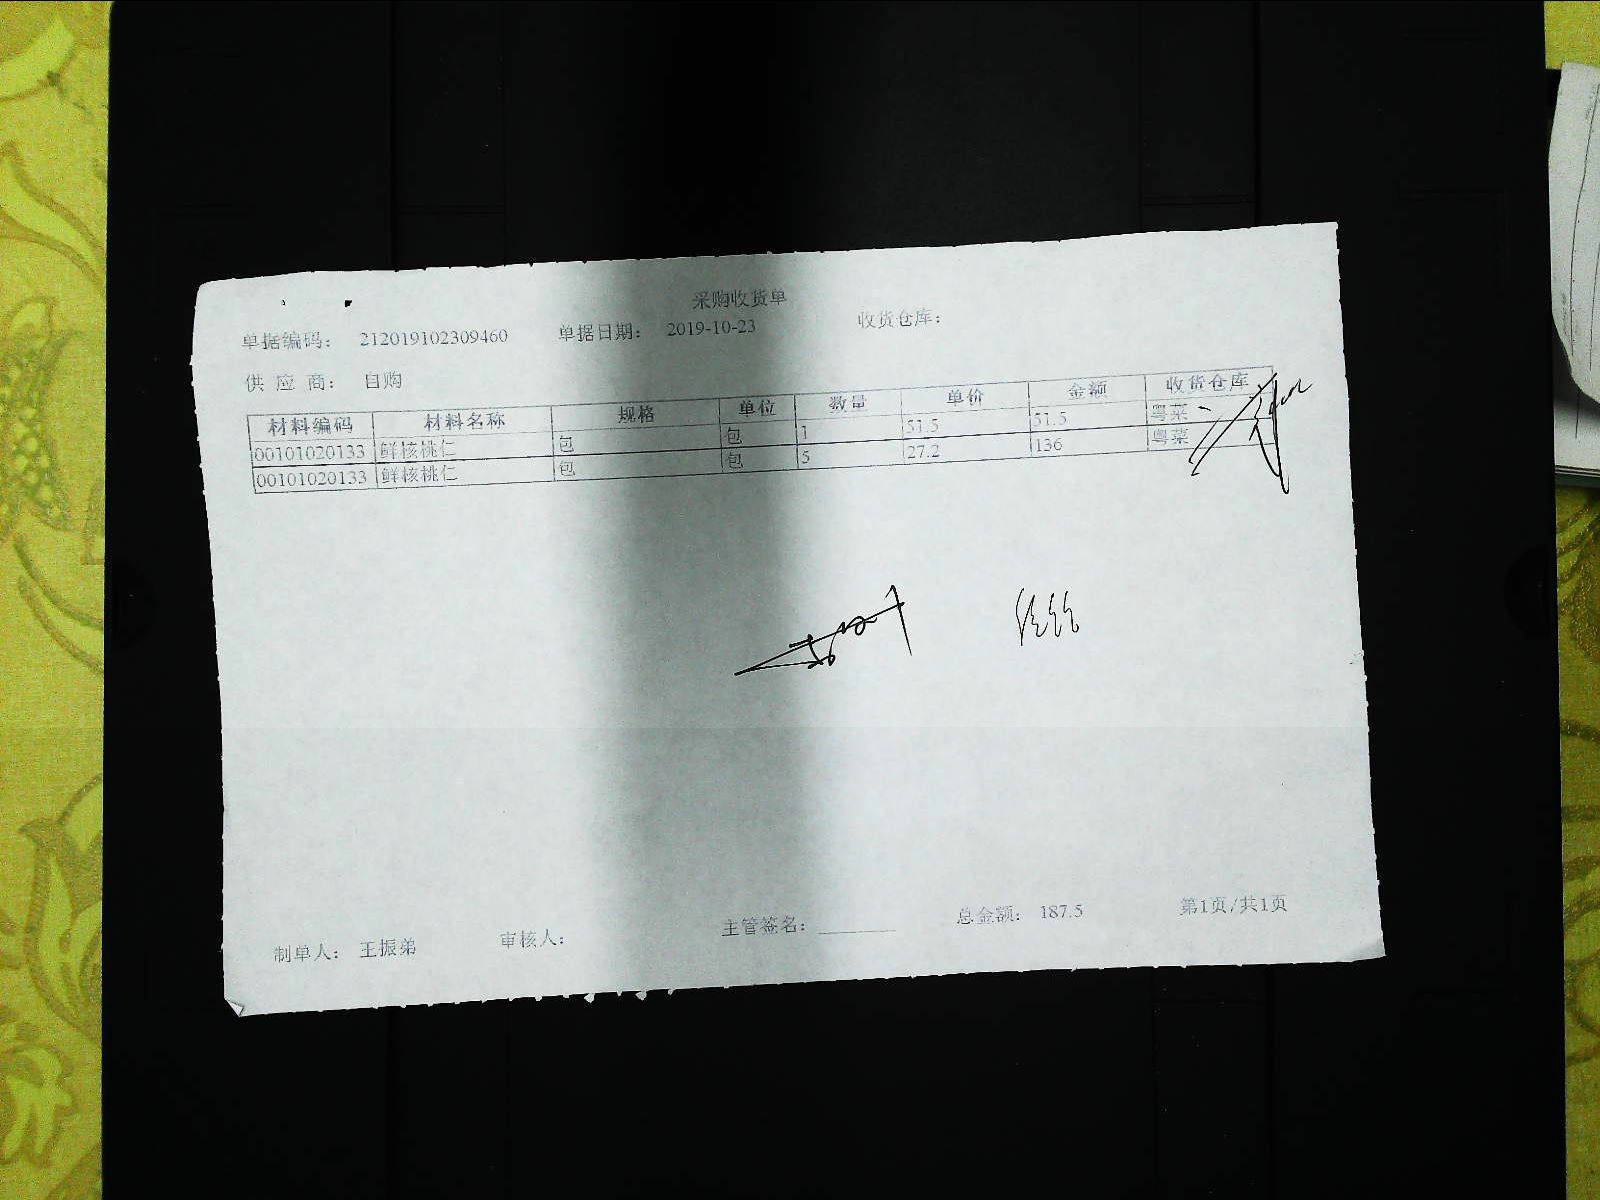 采购收货单
单据编码： 212019102309460 单据日期： 2019-10-23 收货仓库：
供 应 商： 自购
材料编码 材料名称 规格 单位 数量 单价 金额 收货仓库
00101020133 鲜核桃仁 包 包 1 51.5 51.5 粤菜
00101020133 鲜核桃仁 包 包 5 27.2 136 粤菜
制单人： 王振弟 审核人： 主管签名： 总金额： 187.5 第1页/共1页